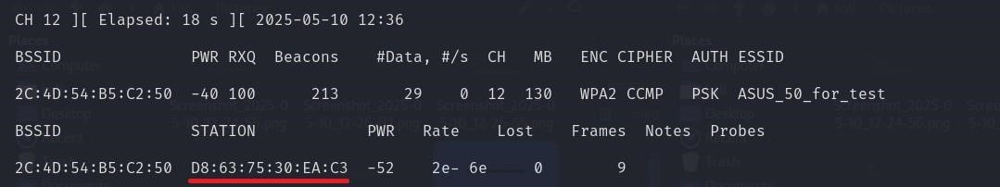 CH 12 ][ Elapsed: 18 s ][ 2025-05-10 12:36
BSSID PWR RXQ Beacons #Data, #/s CH MB ENC CIPHER AUTH ESSID
2C:4D:54:B5:C2:50 -40 100 213 29 0 12 130 WPA2 CCMP PSK ASUS_50_for_test
BSSID STATION PWR Rate Lost Frames Notes Probes
2C:4D:54:B5:C2:50 D8:63:75:30:EA:C3 -52 2e- 6e 0 9